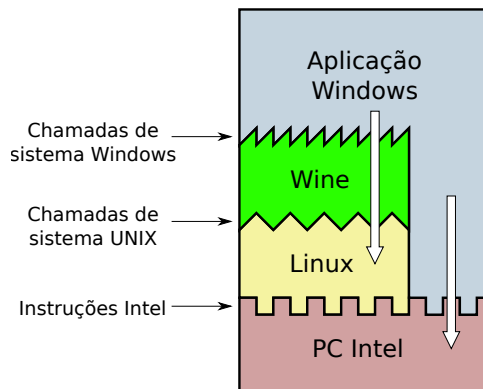 Aplicação
Windows
Chamadas de
sistema Windows
Wine
Chamadas de
sistema UNIX
Linux
Instruções Intel
PC Intel